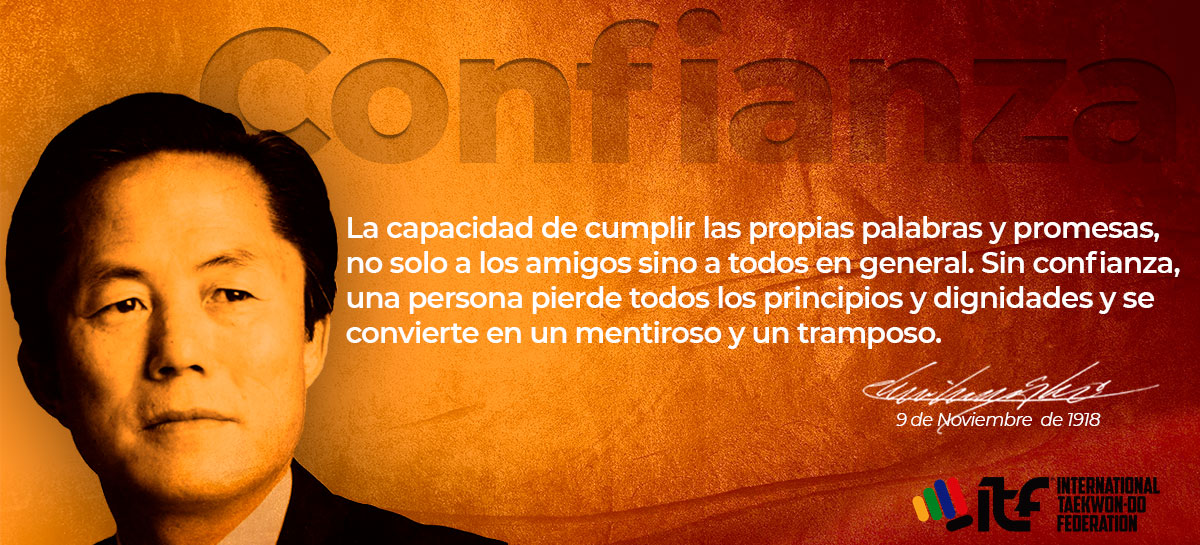 Confianza
La capacidad de cumplir las propias palabras y promesas,
no solo a los amigos sino a todos en general. Sin confianza,
una persona pierde todos los principios y dignidades y se
convierte en un mentiroso y un tramposo.
9 de Noviembre de 1918
itf INTERNATIONAL
TAEKWON-DO
FEDERATION